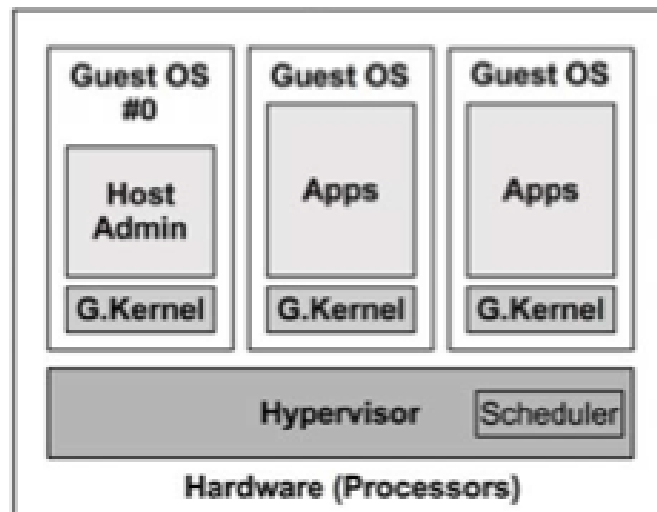 Guest OS
#0
Host
Admin
G.Kernel
Guest OS
Apps
G.Kernel
Guest OS
Apps
G.Kernel
Hypervisor
Scheduler
Hardware (Processors)